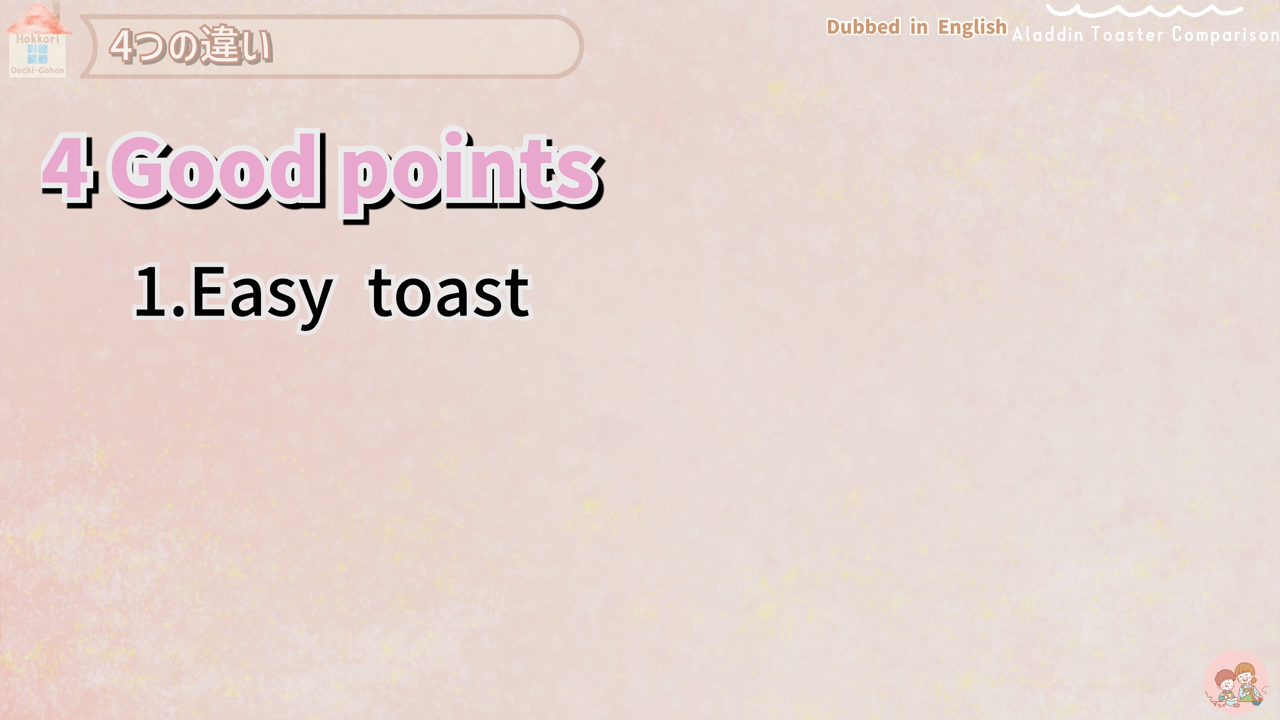 Hokkori
Ouchi-Gohan
4つの違い
Dubbed in English
Aladdin Toaster Comparison
4 Good points
1.Easy toast